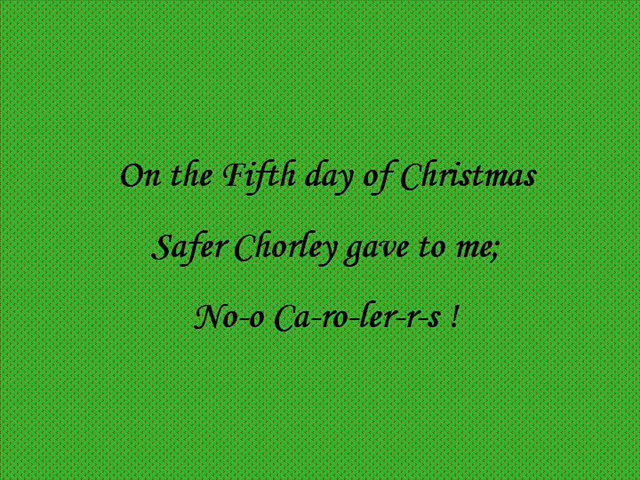 On the Fifth day of Christmas
Safer Chorley gave to me;
No-o Ca-ro-ler-r-s !